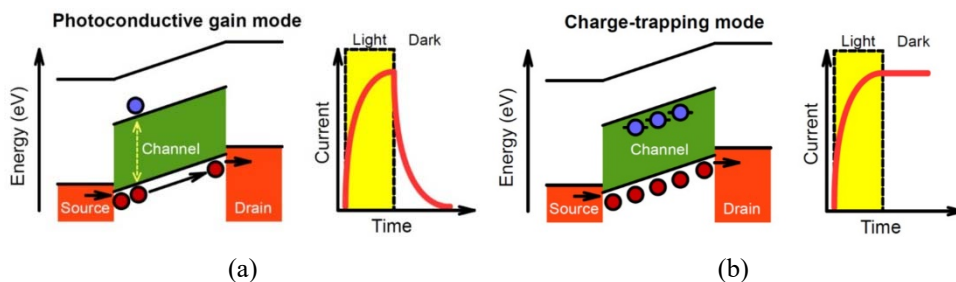 Photoconductive gain mode
Energy (eV)
Channel
Source
Drain
Light Dark
Current
Time
(a)
Charge-trapping mode
Energy (eV)
Channel
Source
Drain
Light Dark
Current
Time
(b)